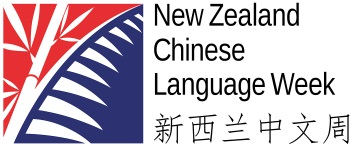 New Zealand
Chinese
Language Week
新西兰中文周